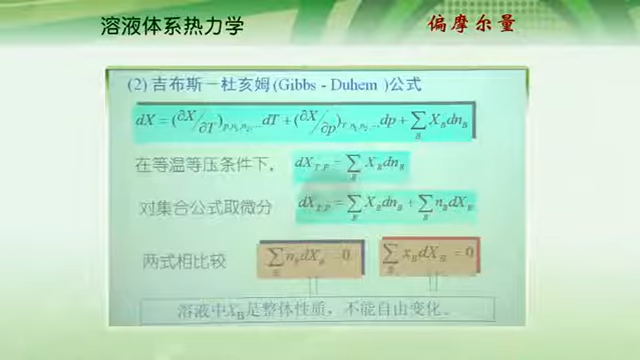 溶液体系热力学
偏摩尔量
(2) 吉布斯－杜亥姆(Gibbs - Duhem)公式
dX = (∂X/∂T)p,n₁,n₂,... dT + (∂X/∂p)T,n₁,n₂,... dp + ∑B XB dnB
在等温等压条件下, dXT,P = ∑B XB dnB
对集合公式取微分 dXT,P = ∑B XB dnB + ∑B nB dXB
两式相比较 ∑B nB dXB = 0 ∑B xB dXB = 0
溶液中XB是整体性质，不能自由变化.